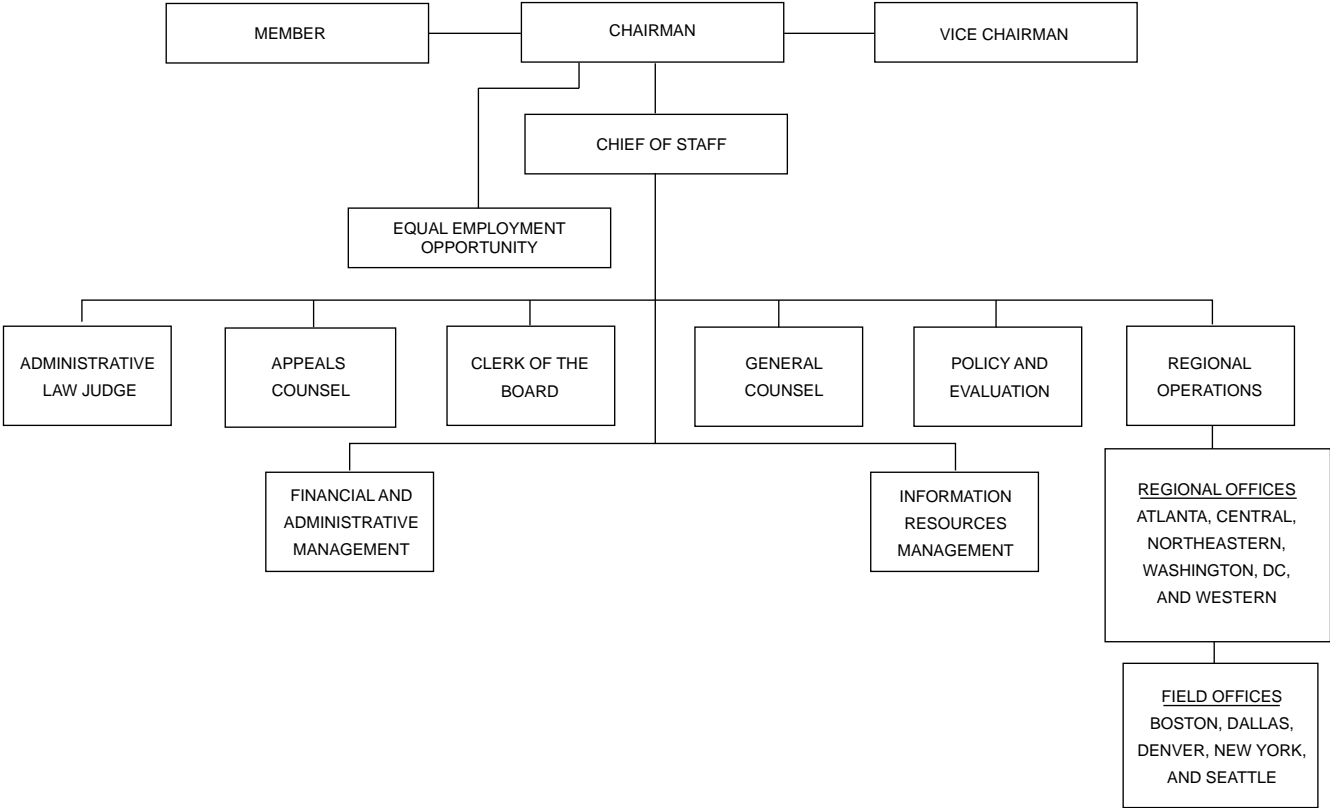 MEMBER
CHAIRMAN
VICE CHAIRMAN
CHIEF OF STAFF
EQUAL EMPLOYMENT
OPPORTUNITY
ADMINISTRATIVE
LAW JUDGE
APPEALS
COUNSEL
CLERK OF THE
BOARD
GENERAL
COUNSEL
POLICY AND
EVALUATION
REGIONAL
OPERATIONS
FINANCIAL AND
ADMINISTRATIVE
MANAGEMENT
INFORMATION
RESOURCES
MANAGEMENT
REGIONAL OFFICES
ATLANTA, CENTRAL,
NORTHEASTERN,
WASHINGTON, DC,
AND WESTERN
FIELD OFFICES
BOSTON, DALLAS,
DENVER, NEW YORK,
AND SEATTLE